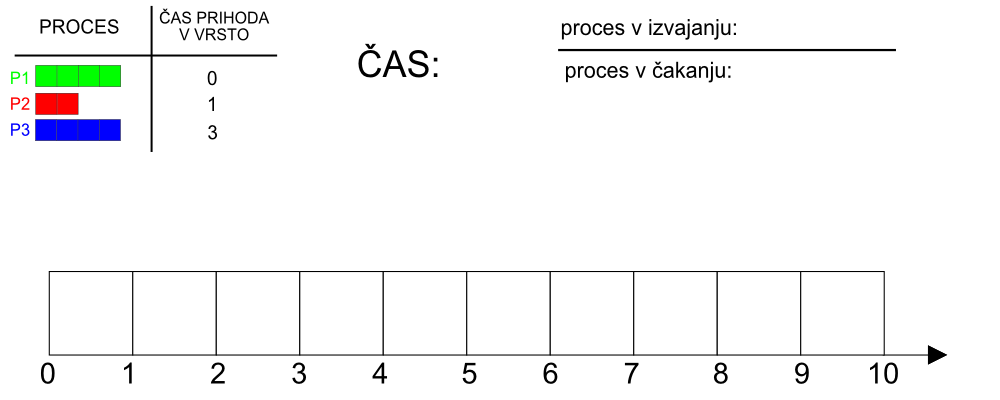 PROCES
ČAS PRIHODA
V VRSTO
P1
0
P2
1
P3
3
ČAS:
proces v izvajanju:
proces v čakanju:
0 1 2 3 4 5 6 7 8 9 10